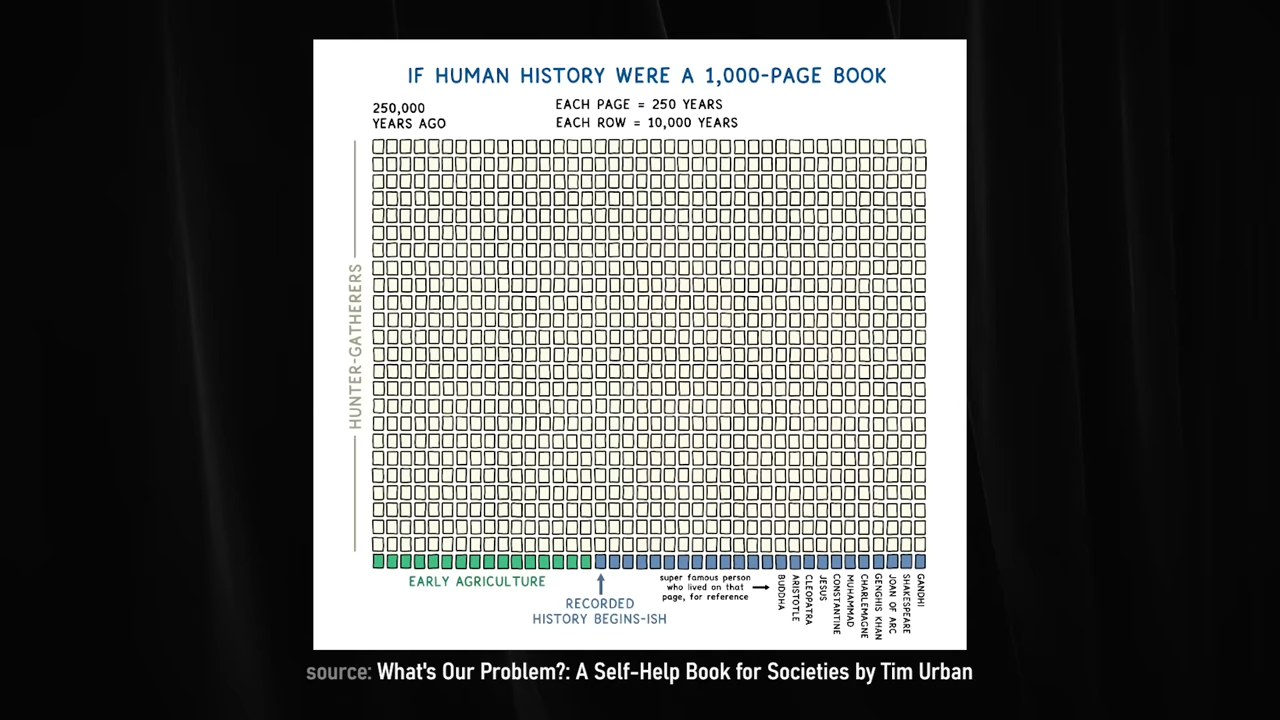 IF HUMAN HISTORY WERE A 1,000-PAGE BOOK
250,000
YEARS AGO
EACH PAGE = 250 YEARS
EACH ROW = 10,000 YEARS
HUNTER-GATHERERS
EARLY AGRICULTURE
RECORDED
HISTORY BEGINS-ISH
super famous person
who lived on that
page, for reference
BUDDHA
ARISTOTLE
CLEOPATRA
JESUS
CONSTANTINE
MUHAMMAD
CHARLEMAGNE
GENGHIS KHAN
JOAN OF ARC
SHAKESPEARE
GANDHI
source: What's Our Problem?: A Self-Help Book for Societies by Tim Urban